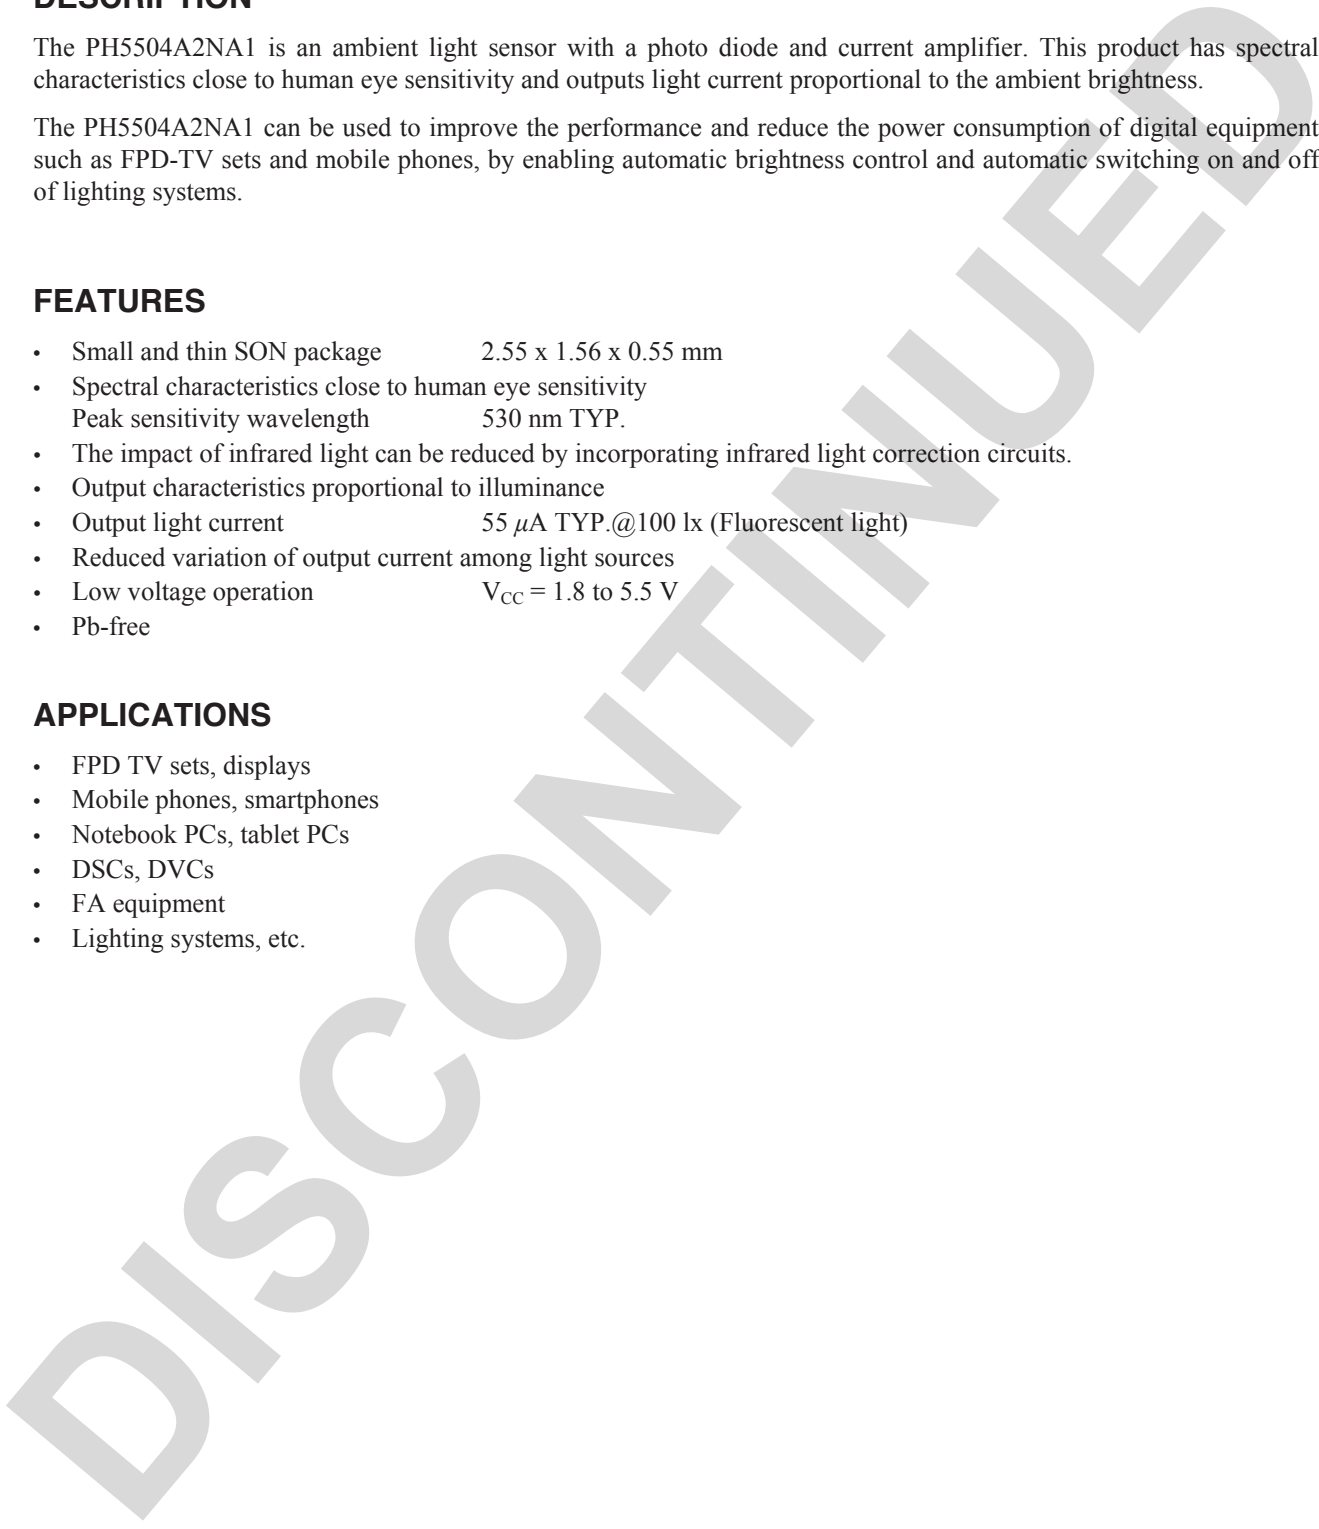 DESCRIPTION
The PH5504A2NA1 is an ambient light sensor with a photo diode and current amplifier. This product has spectral
characteristics close to human eye sensitivity and outputs light current proportional to the ambient brightness.
The PH5504A2NA1 can be used to improve the performance and reduce the power consumption of digital equipment
such as FPD-TV sets and mobile phones, by enabling automatic brightness control and automatic switching on and off
of lighting systems.
FEATURES
• Small and thin SON package 2.55 x 1.56 x 0.55 mm
• Spectral characteristics close to human eye sensitivity
Peak sensitivity wavelength 530 nm TYP.
• The impact of infrared light can be reduced by incorporating infrared light correction circuits.
• Output characteristics proportional to illuminance
• Output light current 55 μA TYP.@100 lx (Fluorescent light)
• Reduced variation of output current among light sources
• Low voltage operation VCC = 1.8 to 5.5 V
• Pb-free
APPLICATIONS
• FPD TV sets, displays
• Mobile phones, smartphones
• Notebook PCs, tablet PCs
• DSCs, DVCs
• FA equipment
• Lighting systems, etc.
DISCONTINUED